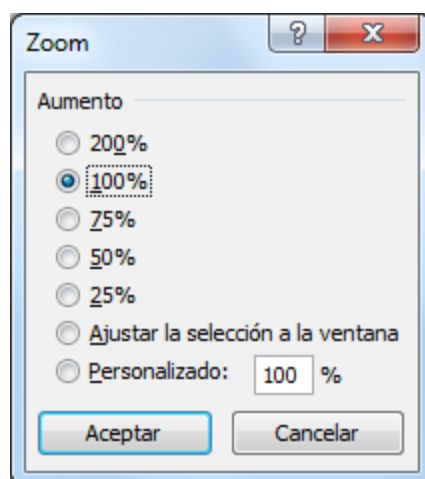 Zoom
Aumento
200%
100%
75%
50%
25%
Ajustar la selección a la ventana
Personalizado: 100 %
Aceptar Cancelar